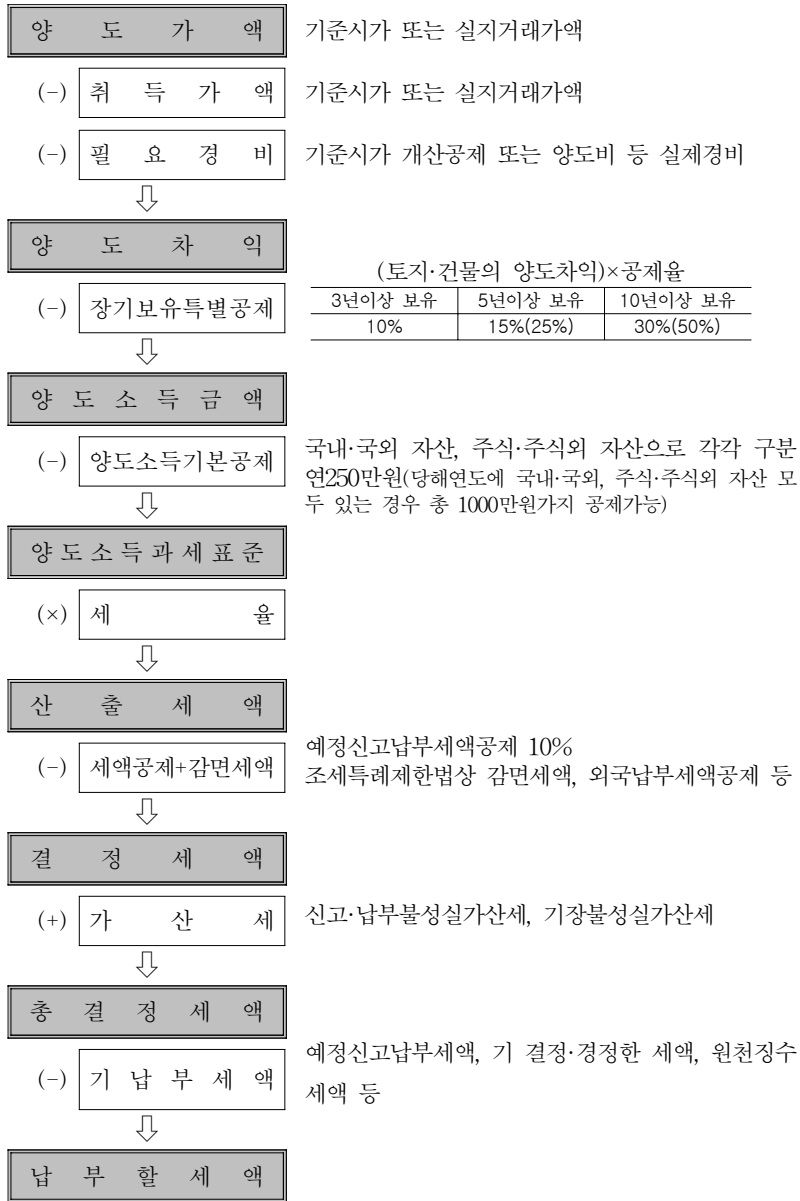 양 도 가 액 기준시가 또는 실지거래가액
(-) 취 득 가 액 기준시가 또는 실지거래가액
(-) 필 요 경 비 기준시가 개산공제 또는 양도비 등 실제경비
⇩
양 도 차 익
(토지·건물의 양도차익)×공제율
(-) 장기보유특별공제
3년이상 보유 5년이상 보유 10년이상 보유
10% 15%(25%) 30%(50%)
⇩
양 도 소 득 금 액
(-) 양도소득기본공제
국내·국외 자산, 주식·주식외 자산으로 각각 구분
연250만원(당해연도에 국내·국외, 주식·주식외 자산 모
두 있는 경우 총 1000만원가지 공제가능)
⇩
양 도 소 득 과 세 표 준
(×) 세 율
⇩
산 출 세 액
(-) 세액공제+감면세액
예정신고납부세액공제 10%
조세특례제한법상 감면세액, 외국납부세액공제 등
⇩
결 정 세 액
(+) 가 산 세 신고·납부불성실가산세, 기장불성실가산세
⇩
총 결 정 세 액
(-) 기 납 부 세 액
예정신고납부세액, 기 결정·경정한 세액, 원천징수
세액 등
⇩
납 부 할 세 액